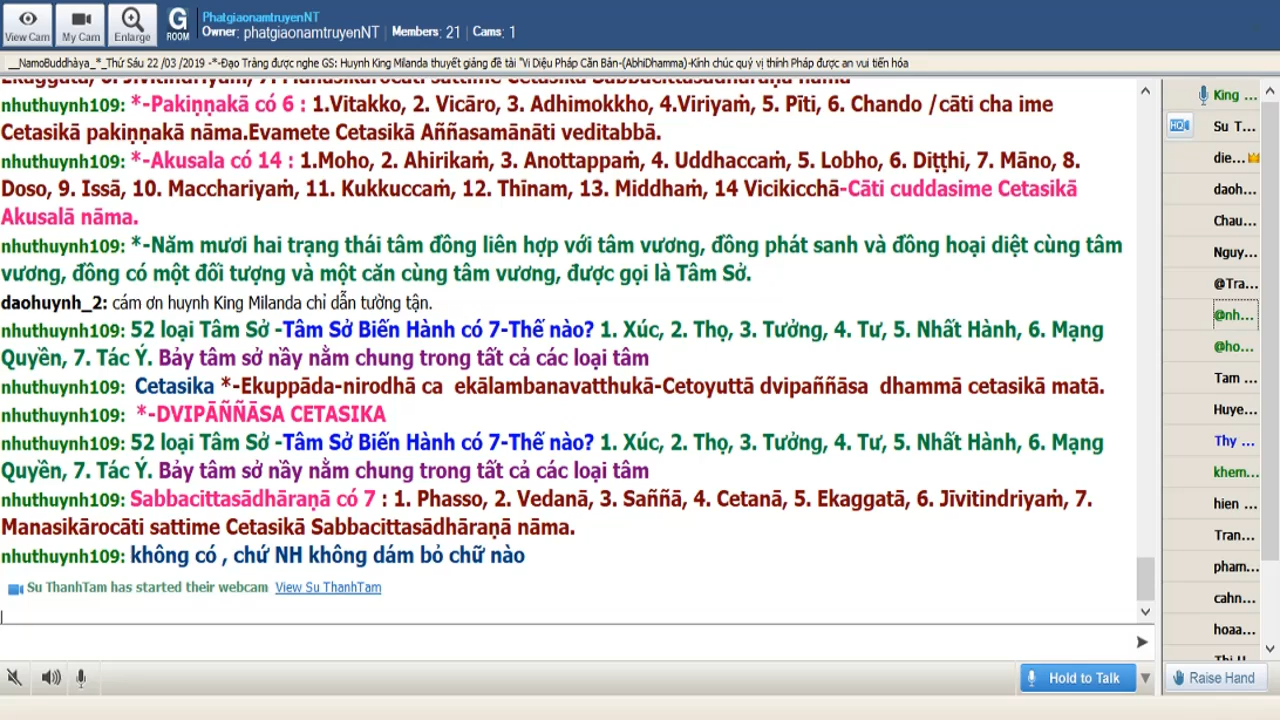 View Cam
My Cam
Enlarge
G
ROOM
PhatgiaonamtruyenNT
Owner: phatgiaonamtruyenNT | Members: 21 | Cams: 1
__NamoBuddhàya_*_Thứ Sáu 22 /03 /2019 -*-Đạo Tràng được nghe GS: Huynh King Milanda thuyết giảng đề tài "Vi Diệu Pháp Căn Bản-(AbhiDhamma)-Kính chúc quý vị thính Pháp được an vui tiến hóa
nhuthuynh109: *-Pakiṇṇakā có 6 : 1.Vitakko, 2. Vicāro, 3. Adhimokkho, 4.Viriyaṁ, 5. Pīti, 6. Chando /cāti cha ime
Cetasikā pakiṇṇakā nāma.Evamete Cetasikā Aññasamānāti veditabbā.
nhuthuynh109: *-Akusala có 14 : 1.Moho, 2. Ahirikaṁ, 3. Anottappaṁ, 4. Uddhaccaṁ, 5. Lobho, 6. Diṭṭhi, 7. Māno, 8.
Doso, 9. Issā, 10. Macchariyaṁ, 11. Kukkuccaṁ, 12. Thīnam, 13. Middhaṁ, 14 Vicikicchā-Cāti cuddasime Cetasikā
Akusalā nāma.
nhuthuynh109: *-Năm mươi hai trạng thái tâm đồng liên hợp với tâm vương, đồng phát sanh và đồng hoại diệt cùng tâm
vương, đồng có một đối tượng và một căn cùng tâm vương, được gọi là Tâm Sở.
daohuynh_2: cám ơn huynh King Milanda chỉ dẫn tường tận.
nhuthuynh109: 52 loại Tâm Sở -Tâm Sở Biến Hành có 7-Thế nào? 1. Xúc, 2. Thọ, 3. Tưởng, 4. Tư, 5. Nhất Hành, 6. Mạng
Quyền, 7. Tác Ý. Bảy tâm sở nầy nằm chung trong tất cả các loại tâm
nhuthuynh109: Cetasika *-Ekuppāda-nirodhā ca ekālambanavatthukā-Cetoyuttā dvipaññāsa dhammā cetasikā matā.
nhuthuynh109: *-DVIPĀÑÑĀSA CETASIKA
nhuthuynh109: 52 loại Tâm Sở -Tâm Sở Biến Hành có 7-Thế nào? 1. Xúc, 2. Thọ, 3. Tưởng, 4. Tư, 5. Nhất Hành, 6. Mạng
Quyền, 7. Tác Ý. Bảy tâm sở nầy nằm chung trong tất cả các loại tâm
nhuthuynh109: Sabbacittasādhāraṇā có 7 : 1. Phasso, 2. Vedanā, 3. Saññā, 4. Cetanā, 5. Ekaggatā, 6. Jīvitindriyaṁ, 7.
Manasikārocāti sattime Cetasikā Sabbacittasādhāraṇā nāma.
nhuthuynh109: không có , chứ NH không dám bỏ chữ nào
Su ThanhTam has started their webcam View Su ThanhTam
King ...
HQ
Su T...
die...
daoh...
Chau...
Nguy...
@Tra...
@nh...
@ho...
Tam ...
Huye...
Thy ...
khem...
hien ...
Tran...
pham...
cahn...
hoaa...
Hold to Talk
Raise Hand